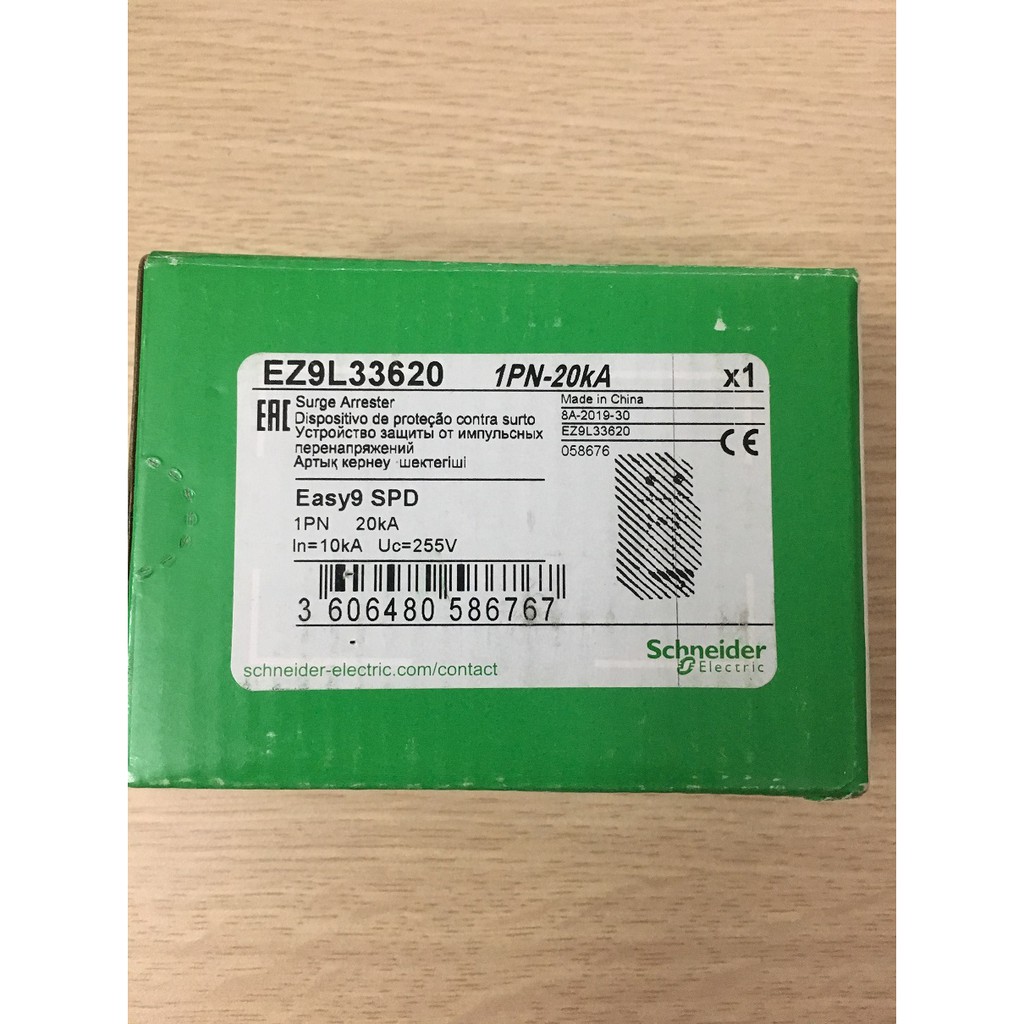 EZ9L33620 1PN-20kA x1
EAC
Surge Arrester
Dispositivo de proteção contra surto
Устройство защиты от импульсных
перенапряжений
Артық кернеу шектегіші
Made in China
8A-2019-30
EZ9L33620
058676
CE
Easy9 SPD
1PN 20kA
In=10kA Uc=255V
3 606480 586767
schneider-electric.com/contact
Schneider
Electric